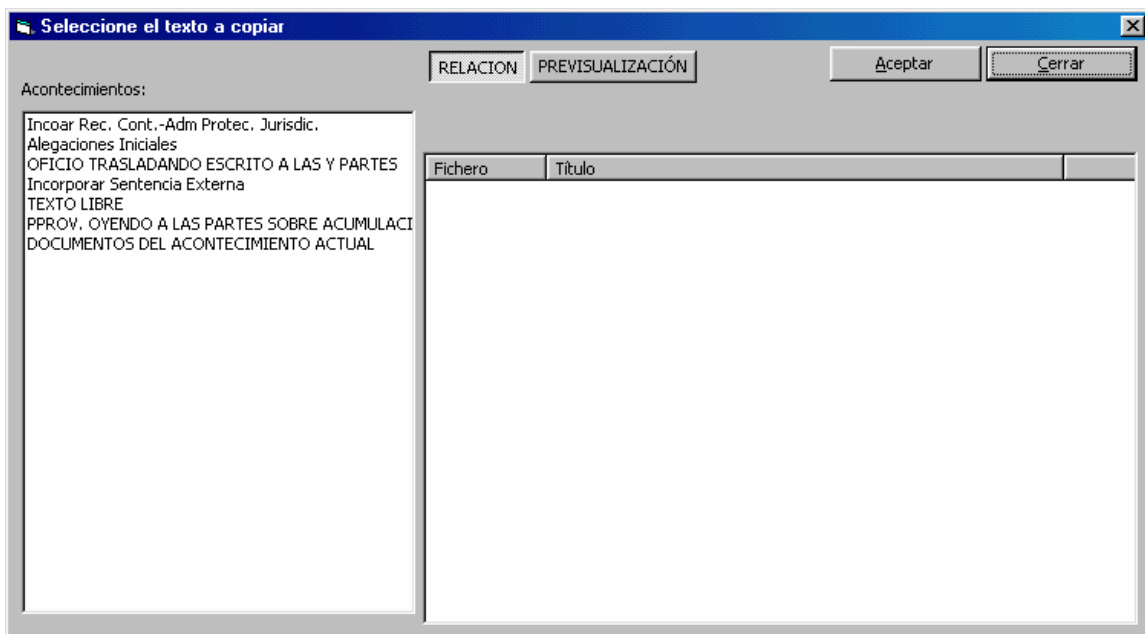 Seleccione el texto a copiar
RELACION PREVISUALIZACIÓN Aceptar Cerrar
Acontecimientos:
Incoar Rec. Cont.-Adm Protec. Jurisdic.
Alegaciones Iniciales
OFICIO TRASLADANDO ESCRITO A LAS Y PARTES
Incorporar Sentencia Externa
TEXTO LIBRE
PPROV. OYENDO A LAS PARTES SOBRE ACUMULACI
DOCUMENTOS DEL ACONTECIMIENTO ACTUAL
Fichero Título